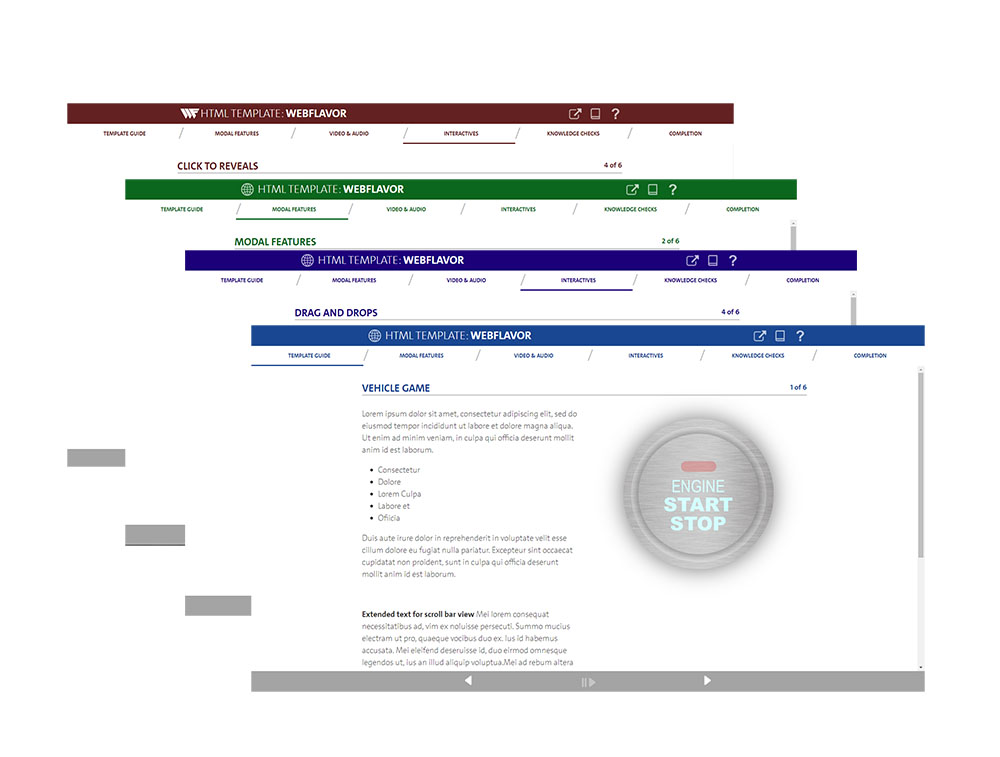 WF HTML TEMPLATE: WEBFLAVOR ?
TEMPLATE GUIDE / MODAL FEATURES / VIDEO & AUDIO / INTERACTIVES / KNOWLEDGE CHECKS / COMPLETION
CLICK TO REVEALS 4 of 6
HTML TEMPLATE: WEBFLAVOR ?
TEMPLATE GUIDE / MODAL FEATURES / VIDEO & AUDIO / INTERACTIVES / KNOWLEDGE CHECKS / COMPLETION
MODAL FEATURES 2 of 6
HTML TEMPLATE: WEBFLAVOR ?
TEMPLATE GUIDE / MODAL FEATURES / VIDEO & AUDIO / INTERACTIVES / KNOWLEDGE CHECKS / COMPLETION
DRAG AND DROPS 4 of 6
HTML TEMPLATE: WEBFLAVOR ?
TEMPLATE GUIDE / MODAL FEATURES / VIDEO & AUDIO / INTERACTIVES / KNOWLEDGE CHECKS / COMPLETION
VEHICLE GAME 1 of 6
Lorem ipsum dolor sit amet, consectetur adipiscing elit, sed do
eiusmod tempor incididunt ut labore et dolore magna aliqua.
Ut enim ad minim veniam, in culpa qui officia deserunt mollit
anim id est laborum.
• Consectetur
• Dolore
• Lorem Culpa
• Labore et
• Oficia
ENGINE
START
STOP
Duis aute irure dolor in reprehenderit in voluptate velit esse
cillum dolore eu fugiat nulla pariatur. Excepteur sint occaecat
cupidatat non proident, sunt in culpa qui officia deserunt
mollit anim id est laborum.
Extended text for scroll bar view Mei lorem consequat
necessitatibus ad, vim ex noluisse persecuti. Summo mucius
electram ut pro, quaeque vocibus duo ex. Ius id habemus
accusata. Mei eleifend deseruisse id, duo eirmod omnesque
legendos ut, ius an illud aliquip voluptua.Mei ad rebum altera